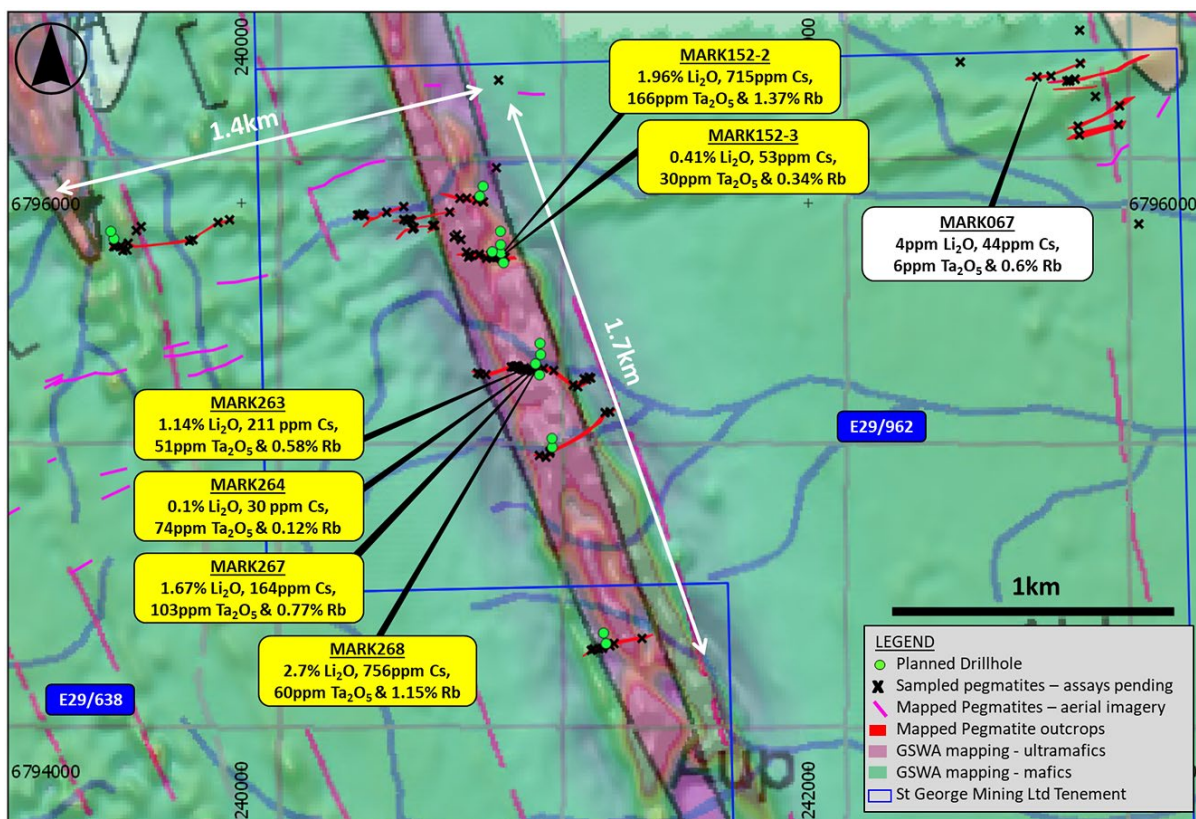 240000
MARK152-2
1.96% Li₂O, 715ppm Cs,
166ppm Ta₂O₅ & 1.37% Rb
1.4km
MARK152-3
0.41% Li₂O, 53ppm Cs,
30ppm Ta₂O₅ & 0.34% Rb
6796000
6796000
MARK067
4ppm Li₂O, 44ppm Cs,
6ppm Ta₂O₅ & 0.6% Rb
1.7km
MARK263
1.14% Li₂O, 211 ppm Cs,
51ppm Ta₂O₅ & 0.58% Rb
E29/962
MARK264
0.1% Li₂O, 30 ppm Cs,
74ppm Ta₂O₅ & 0.12% Rb
MARK267
1.67% Li₂O, 164ppm Cs,
103ppm Ta₂O₅ & 0.77% Rb
1km
MARK268
2.7% Li₂O, 756ppm Cs,
60ppm Ta₂O₅ & 1.15% Rb
E29/638
LEGEND
Planned Drillhole
Sampled pegmatites – assays pending
Mapped Pegmatites – aerial imagery
Mapped Pegmatite outcrops
GSWA mapping - ultramafics
GSWA mapping - mafics
St George Mining Ltd Tenement
6794000
240000
242000